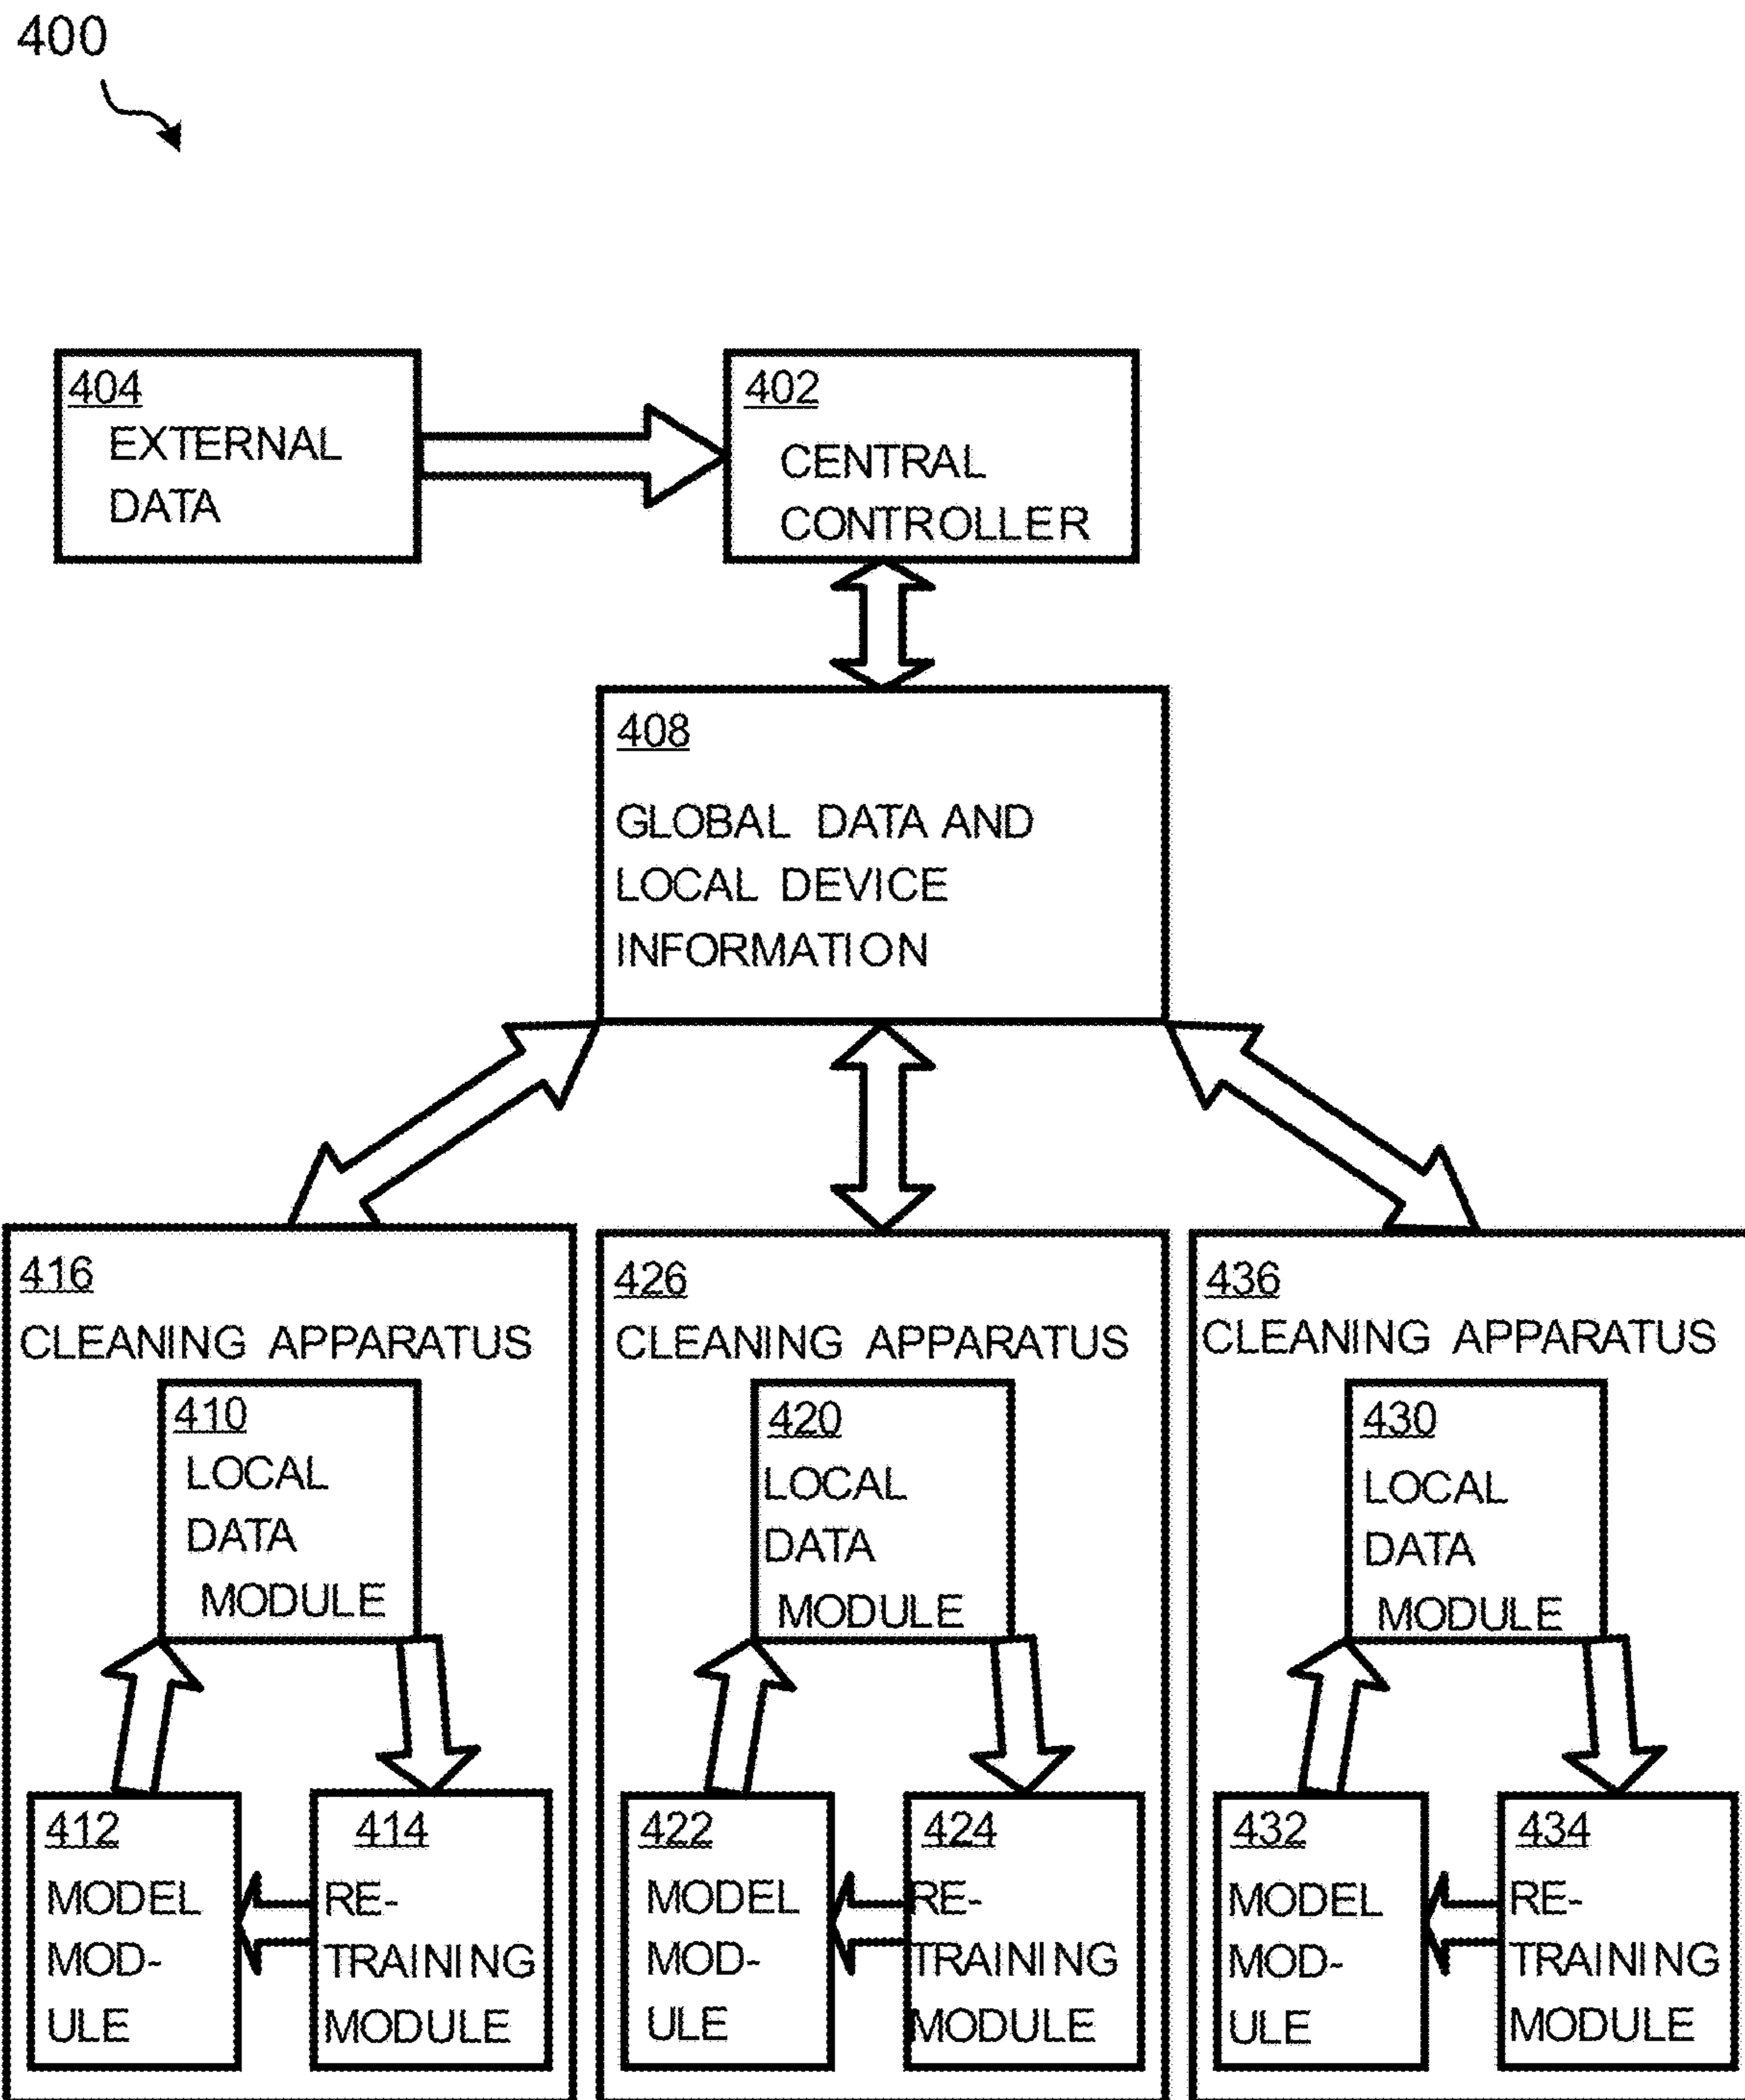 400
404
EXTERNAL
DATA
402
CENTRAL
CONTROLLER
408
GLOBAL DATA AND
LOCAL DEVICE
INFORMATION
416
CLEANING APPARATUS
410
LOCAL
DATA
MODULE
412
MODEL
MOD-
ULE
414
RE-
TRAINING
MODULE
426
CLEANING APPARATUS
420
LOCAL
DATA
MODULE
422
MODEL
MOD-
ULE
424
RE-
TRAINING
MODULE
436
CLEANING APPARATUS
430
LOCAL
DATA
MODULE
432
MODEL
MOD-
ULE
434
RE-
TRAINING
MODULE